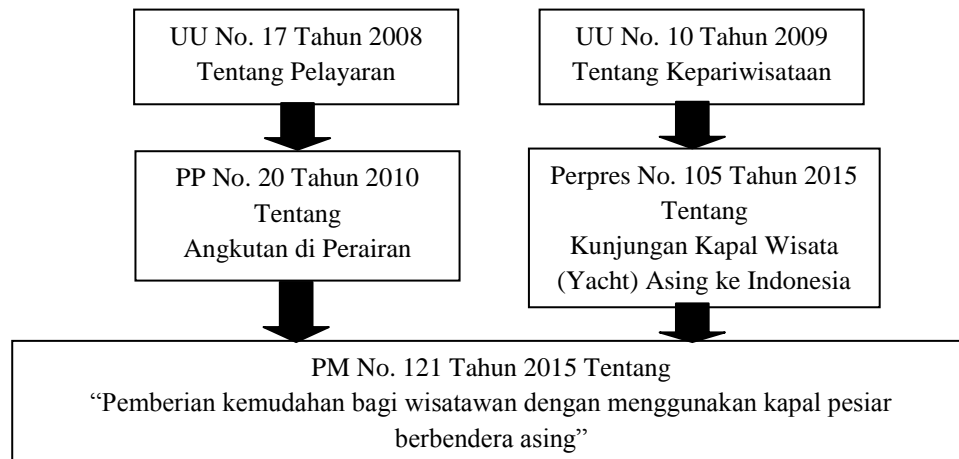 UU No. 17 Tahun 2008
Tentang Pelayaran
UU No. 10 Tahun 2009
Tentang Kepariwisataan
PP No. 20 Tahun 2010
Tentang
Angkutan di Perairan
Perpres No. 105 Tahun 2015
Tentang
Kunjungan Kapal Wisata
(Yacht) Asing ke Indonesia
PM No. 121 Tahun 2015 Tentang
“Pemberian kemudahan bagi wisatawan dengan menggunakan kapal pesiar
berbendera asing”